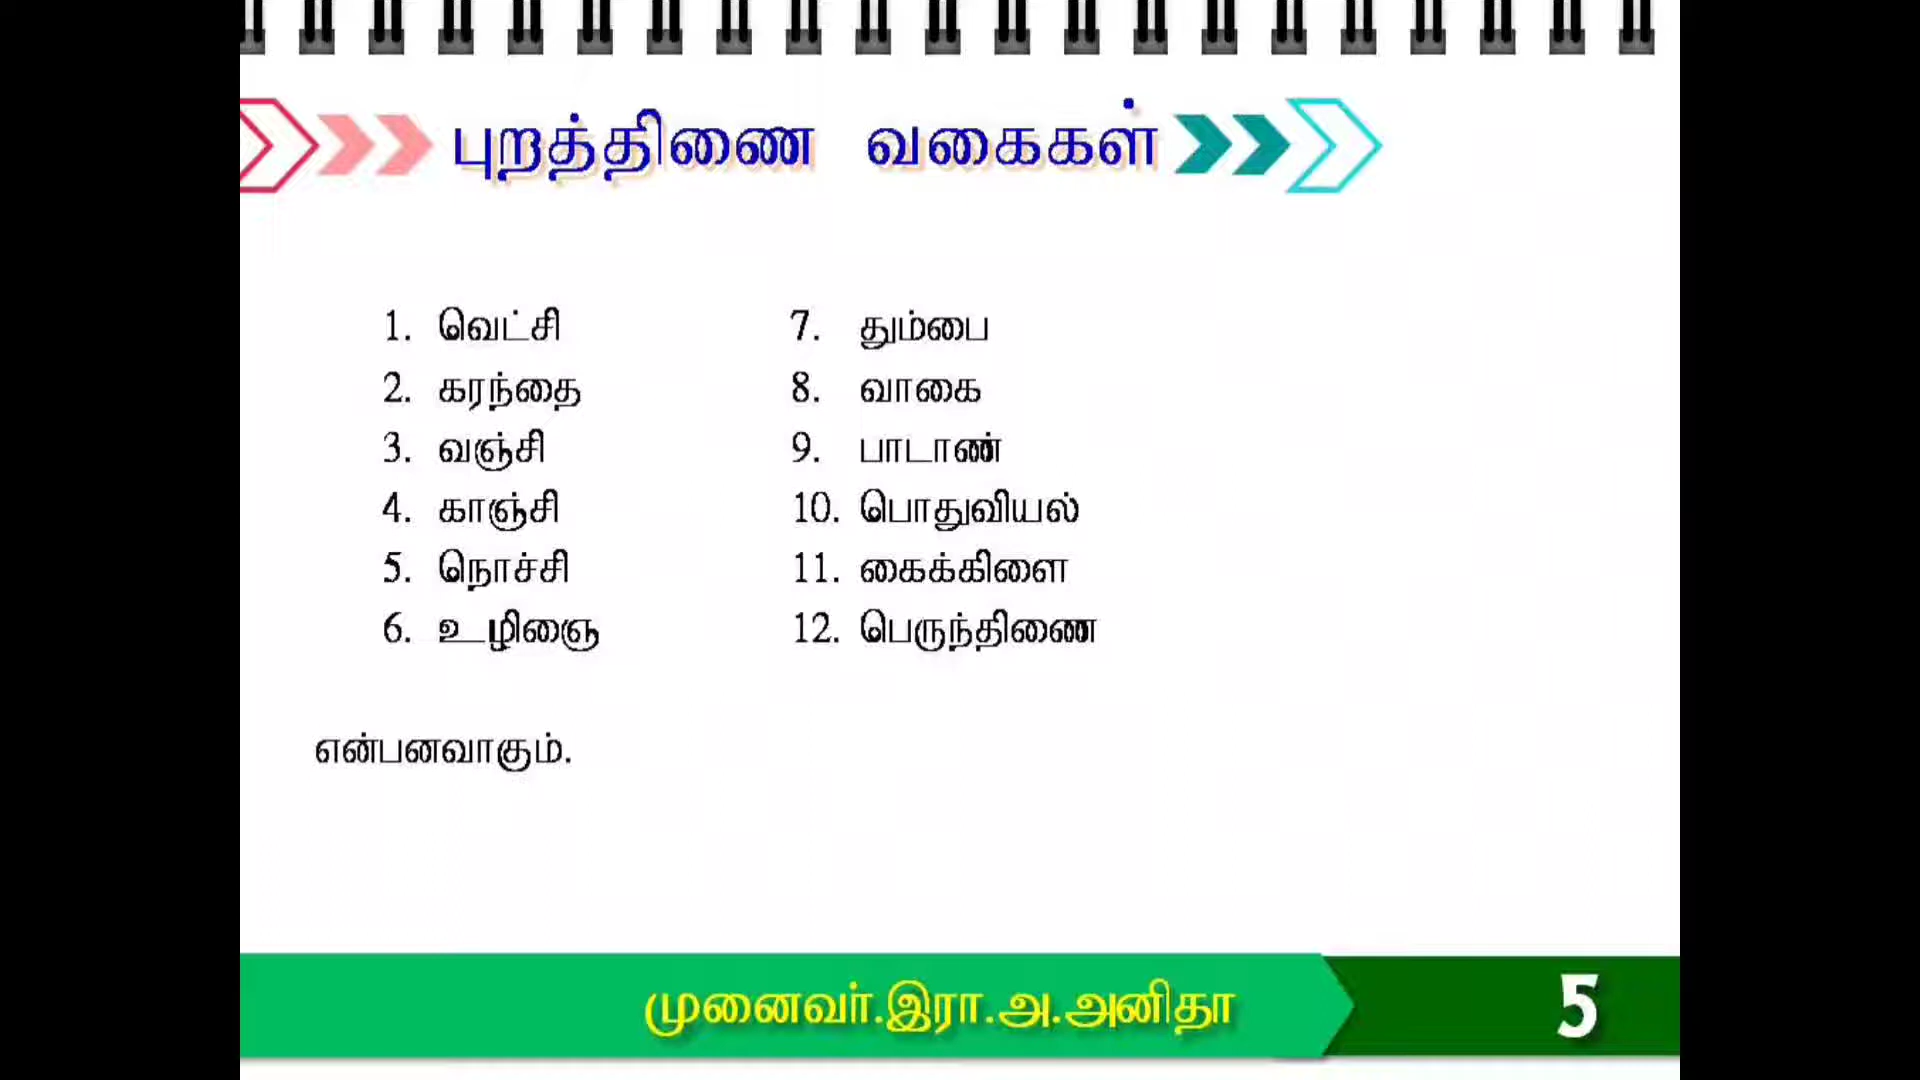 புறத்திணை வகைகள்
1. வெட்சி
2. கரந்தை
3. வஞ்சி
4. காஞ்சி
5. நொச்சி
6. உழிஞை
7. தும்பை
8. வாகை
9. பாடாண்
10. பொதுவியல்
11. கைக்கிளை
12. பெருந்திணை
என்பனவாகும்.
முனைவர்.இரா.அ.அனிதா
5